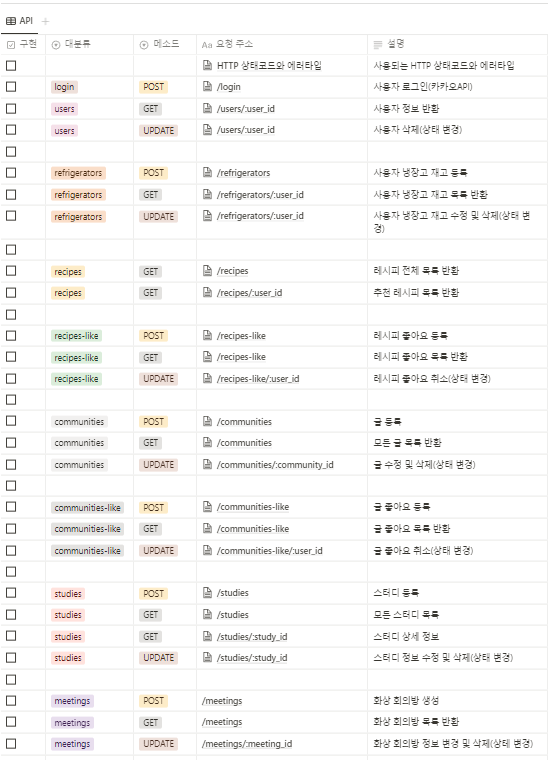 API
구현 대분류 메소드 Aa 요청 주소 설명
HTTP 상태코드와 에러타입 사용되는 HTTP 상태코드와 에러타입
login POST /login 사용자 로그인(카카오API)
users GET /users/:user_id 사용자 정보 반환
users UPDATE /users/:user_id 사용자 삭제(상태 변경)
refrigerators POST /refrigerators 사용자 냉장고 재고 등록
refrigerators GET /refrigerators/:user_id 사용자 냉장고 재고 목록 반환
refrigerators UPDATE /refrigerators/:user_id 사용자 냉장고 재고 수정 및 삭제(상태 변
경)
recipes GET /recipes 레시피 전체 목록 반환
recipes GET /recipes/:user_id 추천 레시피 목록 반환
recipes-like POST /recipes-like 레시피 좋아요 등록
recipes-like GET /recipes-like 레시피 좋아요 목록 반환
recipes-like UPDATE /recipes-like/:user_id 레시피 좋아요 취소(상태 변경)
communities POST /communities 글 등록
communities GET /communities 모든 글 목록 반환
communities UPDATE /communities/:community_id 글 수정 및 삭제(상태 변경)
communities-like POST /communities-like 글 좋아요 등록
communities-like GET /communities-like 글 좋아요 목록 반환
communities-like UPDATE /communities-like/:user_id 글 좋아요 취소(상태 변경)
studies POST /studies 스터디 등록
studies GET /studies 모든 스터디 목록
studies GET /studies/:study_id 스터디 상세 정보
studies UPDATE /studies/:study_id 스터디 정보 수정 및 삭제(상태 변경)
meetings POST /meetings 화상 회의방 생성
meetings GET /meetings 화상 회의방 목록 반환
meetings UPDATE /meetings/:meeting_id 화상 회의방 정보 변경 및 삭제(상테 변경)